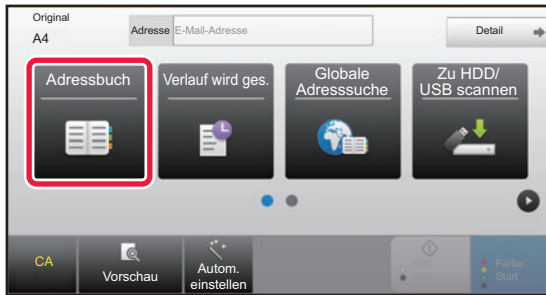 Original
A4
Adresse E-Mail-Adresse
Detail
Adressbuch
Verlauf wird ges.
Globale
Adresssuche
Zu HDD/
USB scannen
CA
Vorschau
Autom.
einstellen
S/W
Start
Farbe
Start